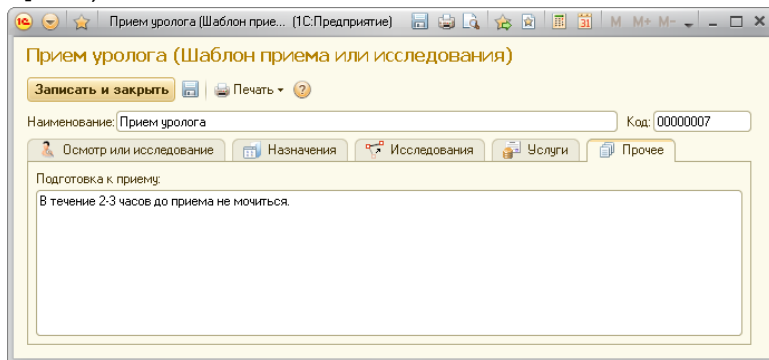 Прием уролога (Шаблон прие... (1С:Предприятие) 31 M M+ M-
Прием уролога (Шаблон приема или исследования)
Записать и закрыть Печать ?
Наименование: Прием уролога Код: 00000007
Осмотр или исследование Назначения Исследования Услуги Прочее
Подготовка к приему:
В течение 2-3 часов до приема не мочиться.